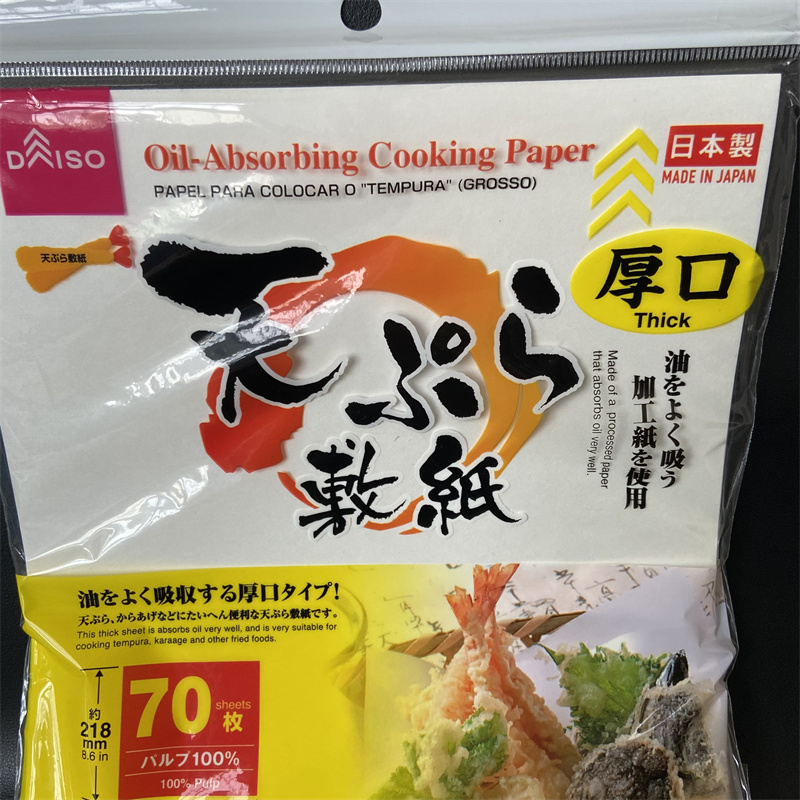 DAISO
Oil-Absorbing Cooking Paper
PAPEL PARA COLOCAR O "TEMPURA" (GROSSO)
日本製
MADE IN JAPAN
天ぷら敷紙
厚口
Thick
天ぷら
敷紙
油をよく吸う
加工紙を使用
Made of a processed paper
that absorbs oil very well.
油をよく吸収する厚口タイプ!
天ぷら、からあげなどにたいへん便利な天ぷら敷紙です。
This thick sheet is absorbs oil very well, and is very suitable for
cooking tempura, karaage and other fried foods.
約
218
mm
8.6 in
70 sheets
枚
パルプ100%
100% Pulp